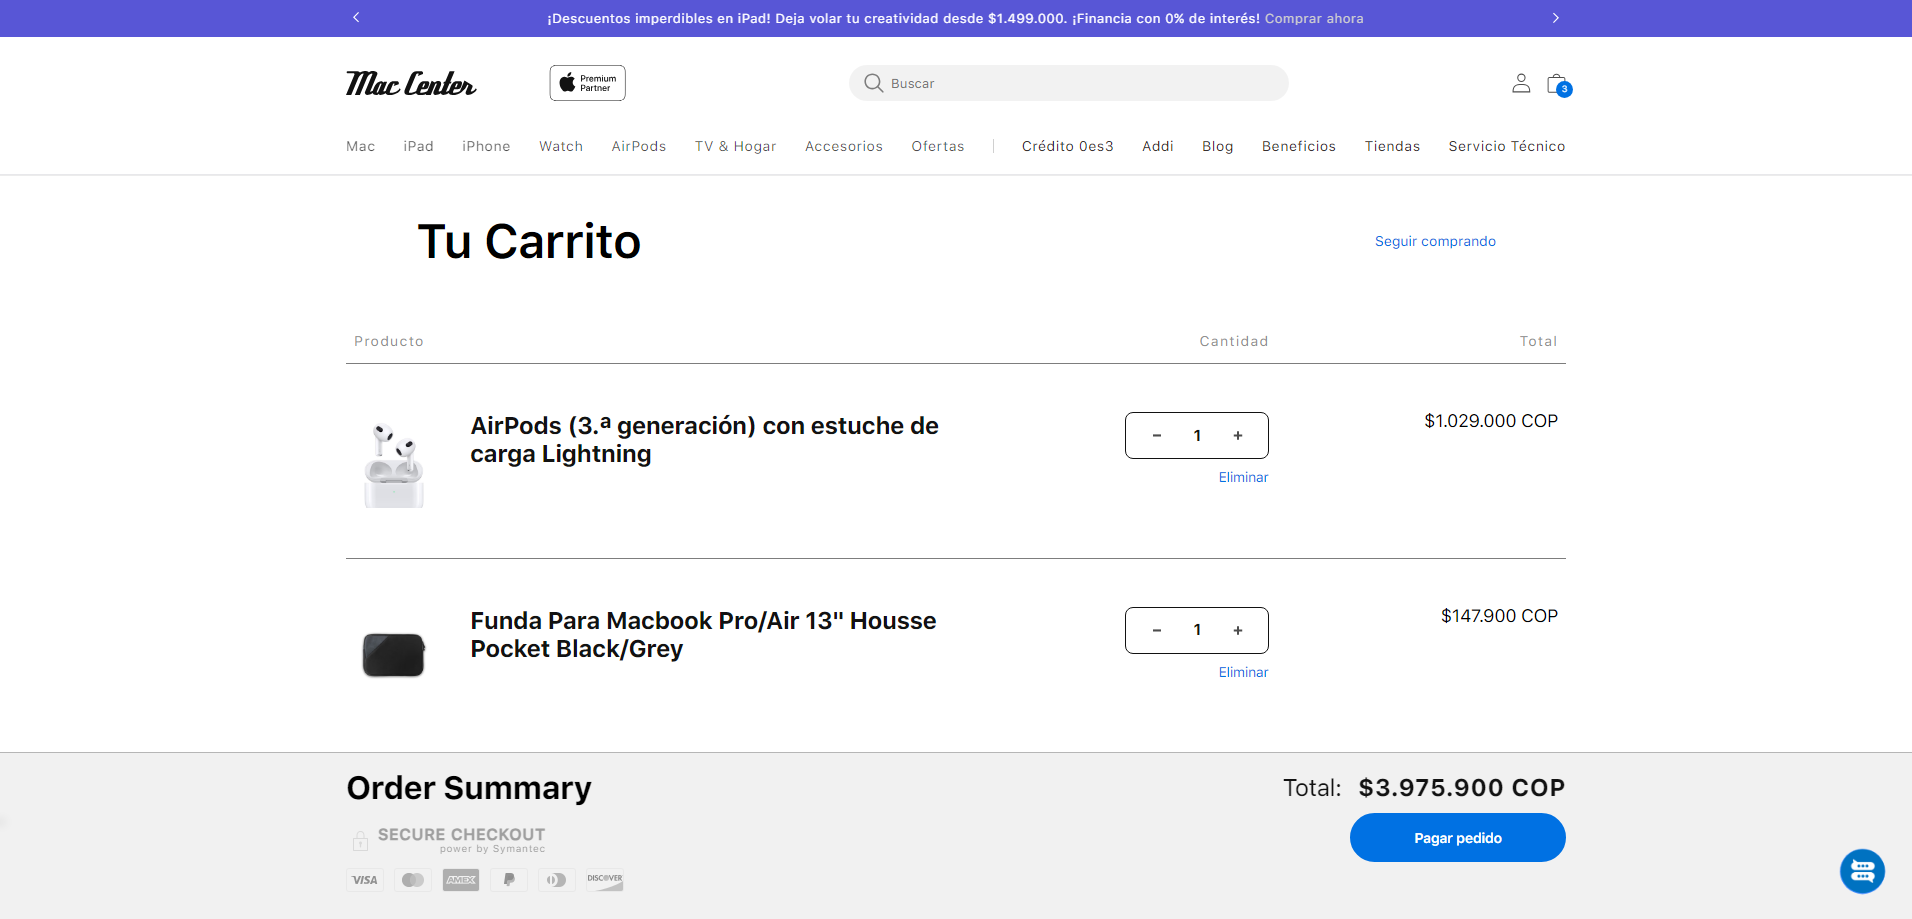 ¡Descuentos imperdibles en iPad! Deja volar tu creatividad desde $1.499.000. ¡Financia con 0% de interés! Comprar ahora
Mac Center
Premium
Partner
Buscar
3
Mac iPad iPhone Watch AirPods TV & Hogar Accesorios Ofertas Crédito 0es3 Addi Blog Beneficios Tiendas Servicio Técnico
Tu Carrito
Seguir comprando
Producto Cantidad Total
AirPods (3.ª generación) con estuche de
carga Lightning
− 1 +
$1.029.000 COP
Eliminar
Funda Para Macbook Pro/Air 13" Housse
Pocket Black/Grey
− 1 +
$147.900 COP
Eliminar
Order Summary
Total: $3.975.900 COP
SECURE CHECKOUT
power by Symantec
Pagar pedido
VISA
AMEX
DISCOVER